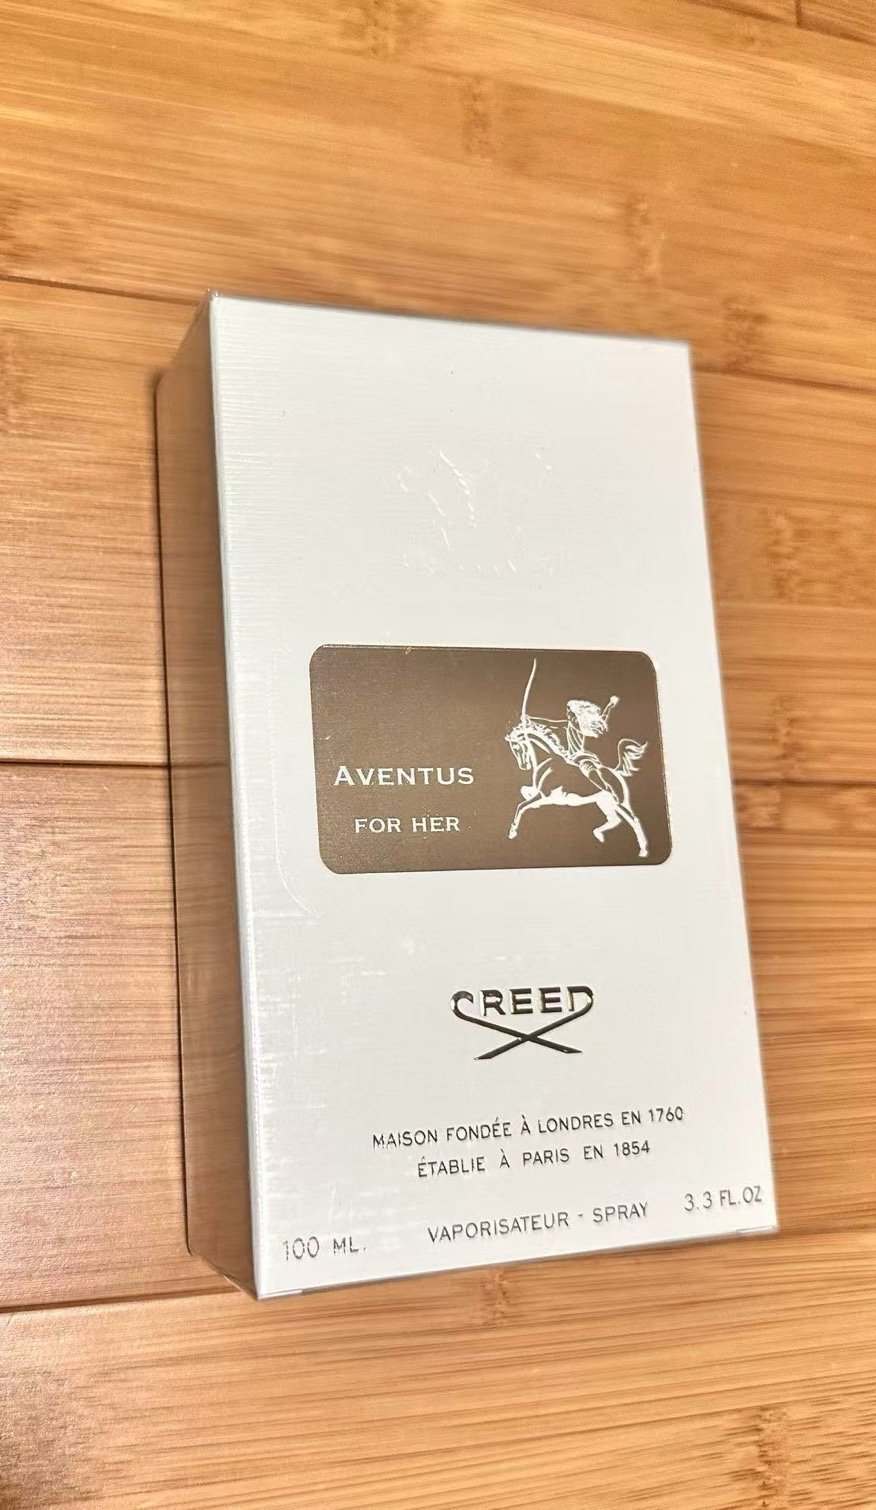 AVENTUS
FOR HER
CREED
MAISON FONDÉE À LONDRES EN 1760
ÉTABLIE À PARIS EN 1854
100 ML. VAPORISATEUR - SPRAY 3.3 FL.OZ